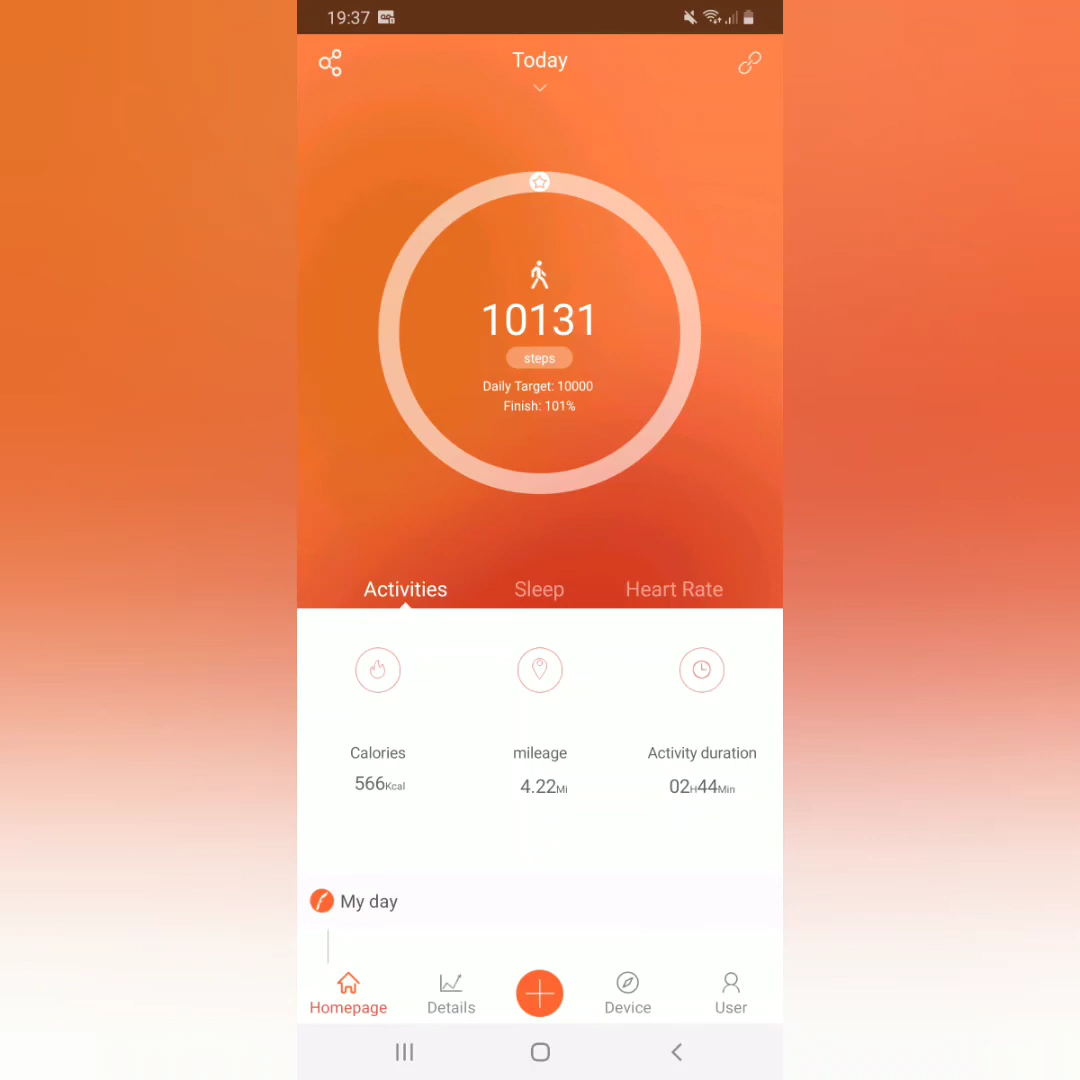 19:37
Today
10131
steps
Daily Target: 10000
Finish: 101%
Activities Sleep Heart Rate
Calories mileage Activity duration
566Kcal 4.22Mi 02H44Min
My day
Homepage Details Device User